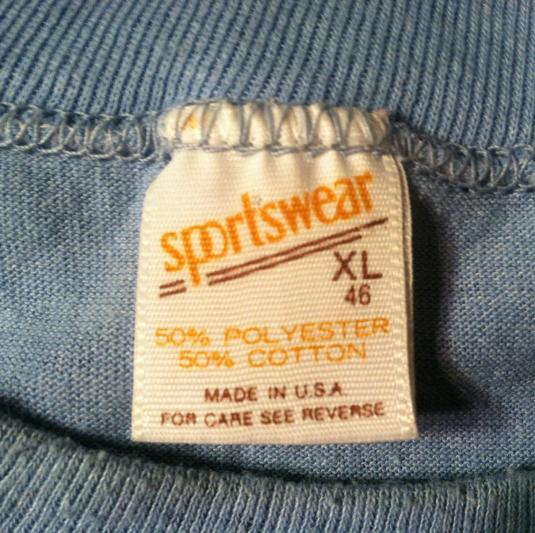 sportswear
XL
46
50% POLYESTER
50% COTTON
MADE IN U.S.A
FOR CARE SEE REVERSE